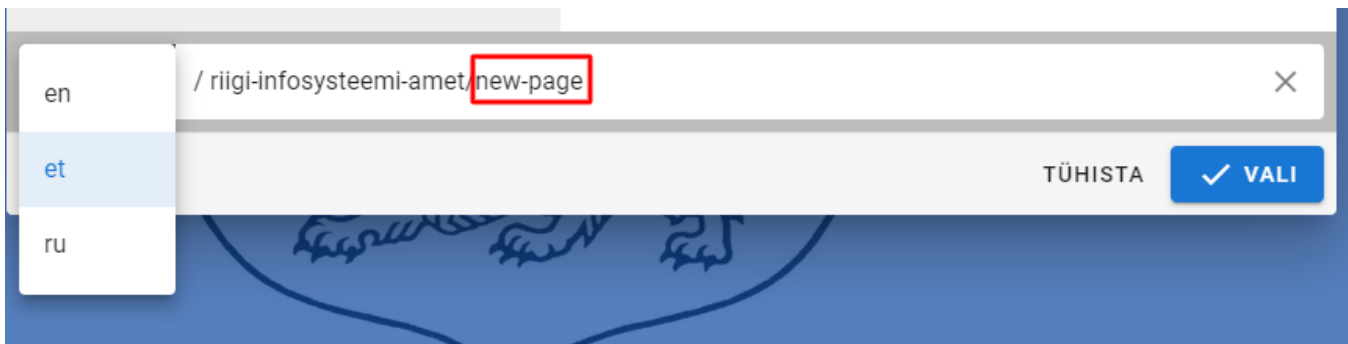 / riigi-infosysteemi-amet/new-page
en
et
ru
TÜHISTA
VALI